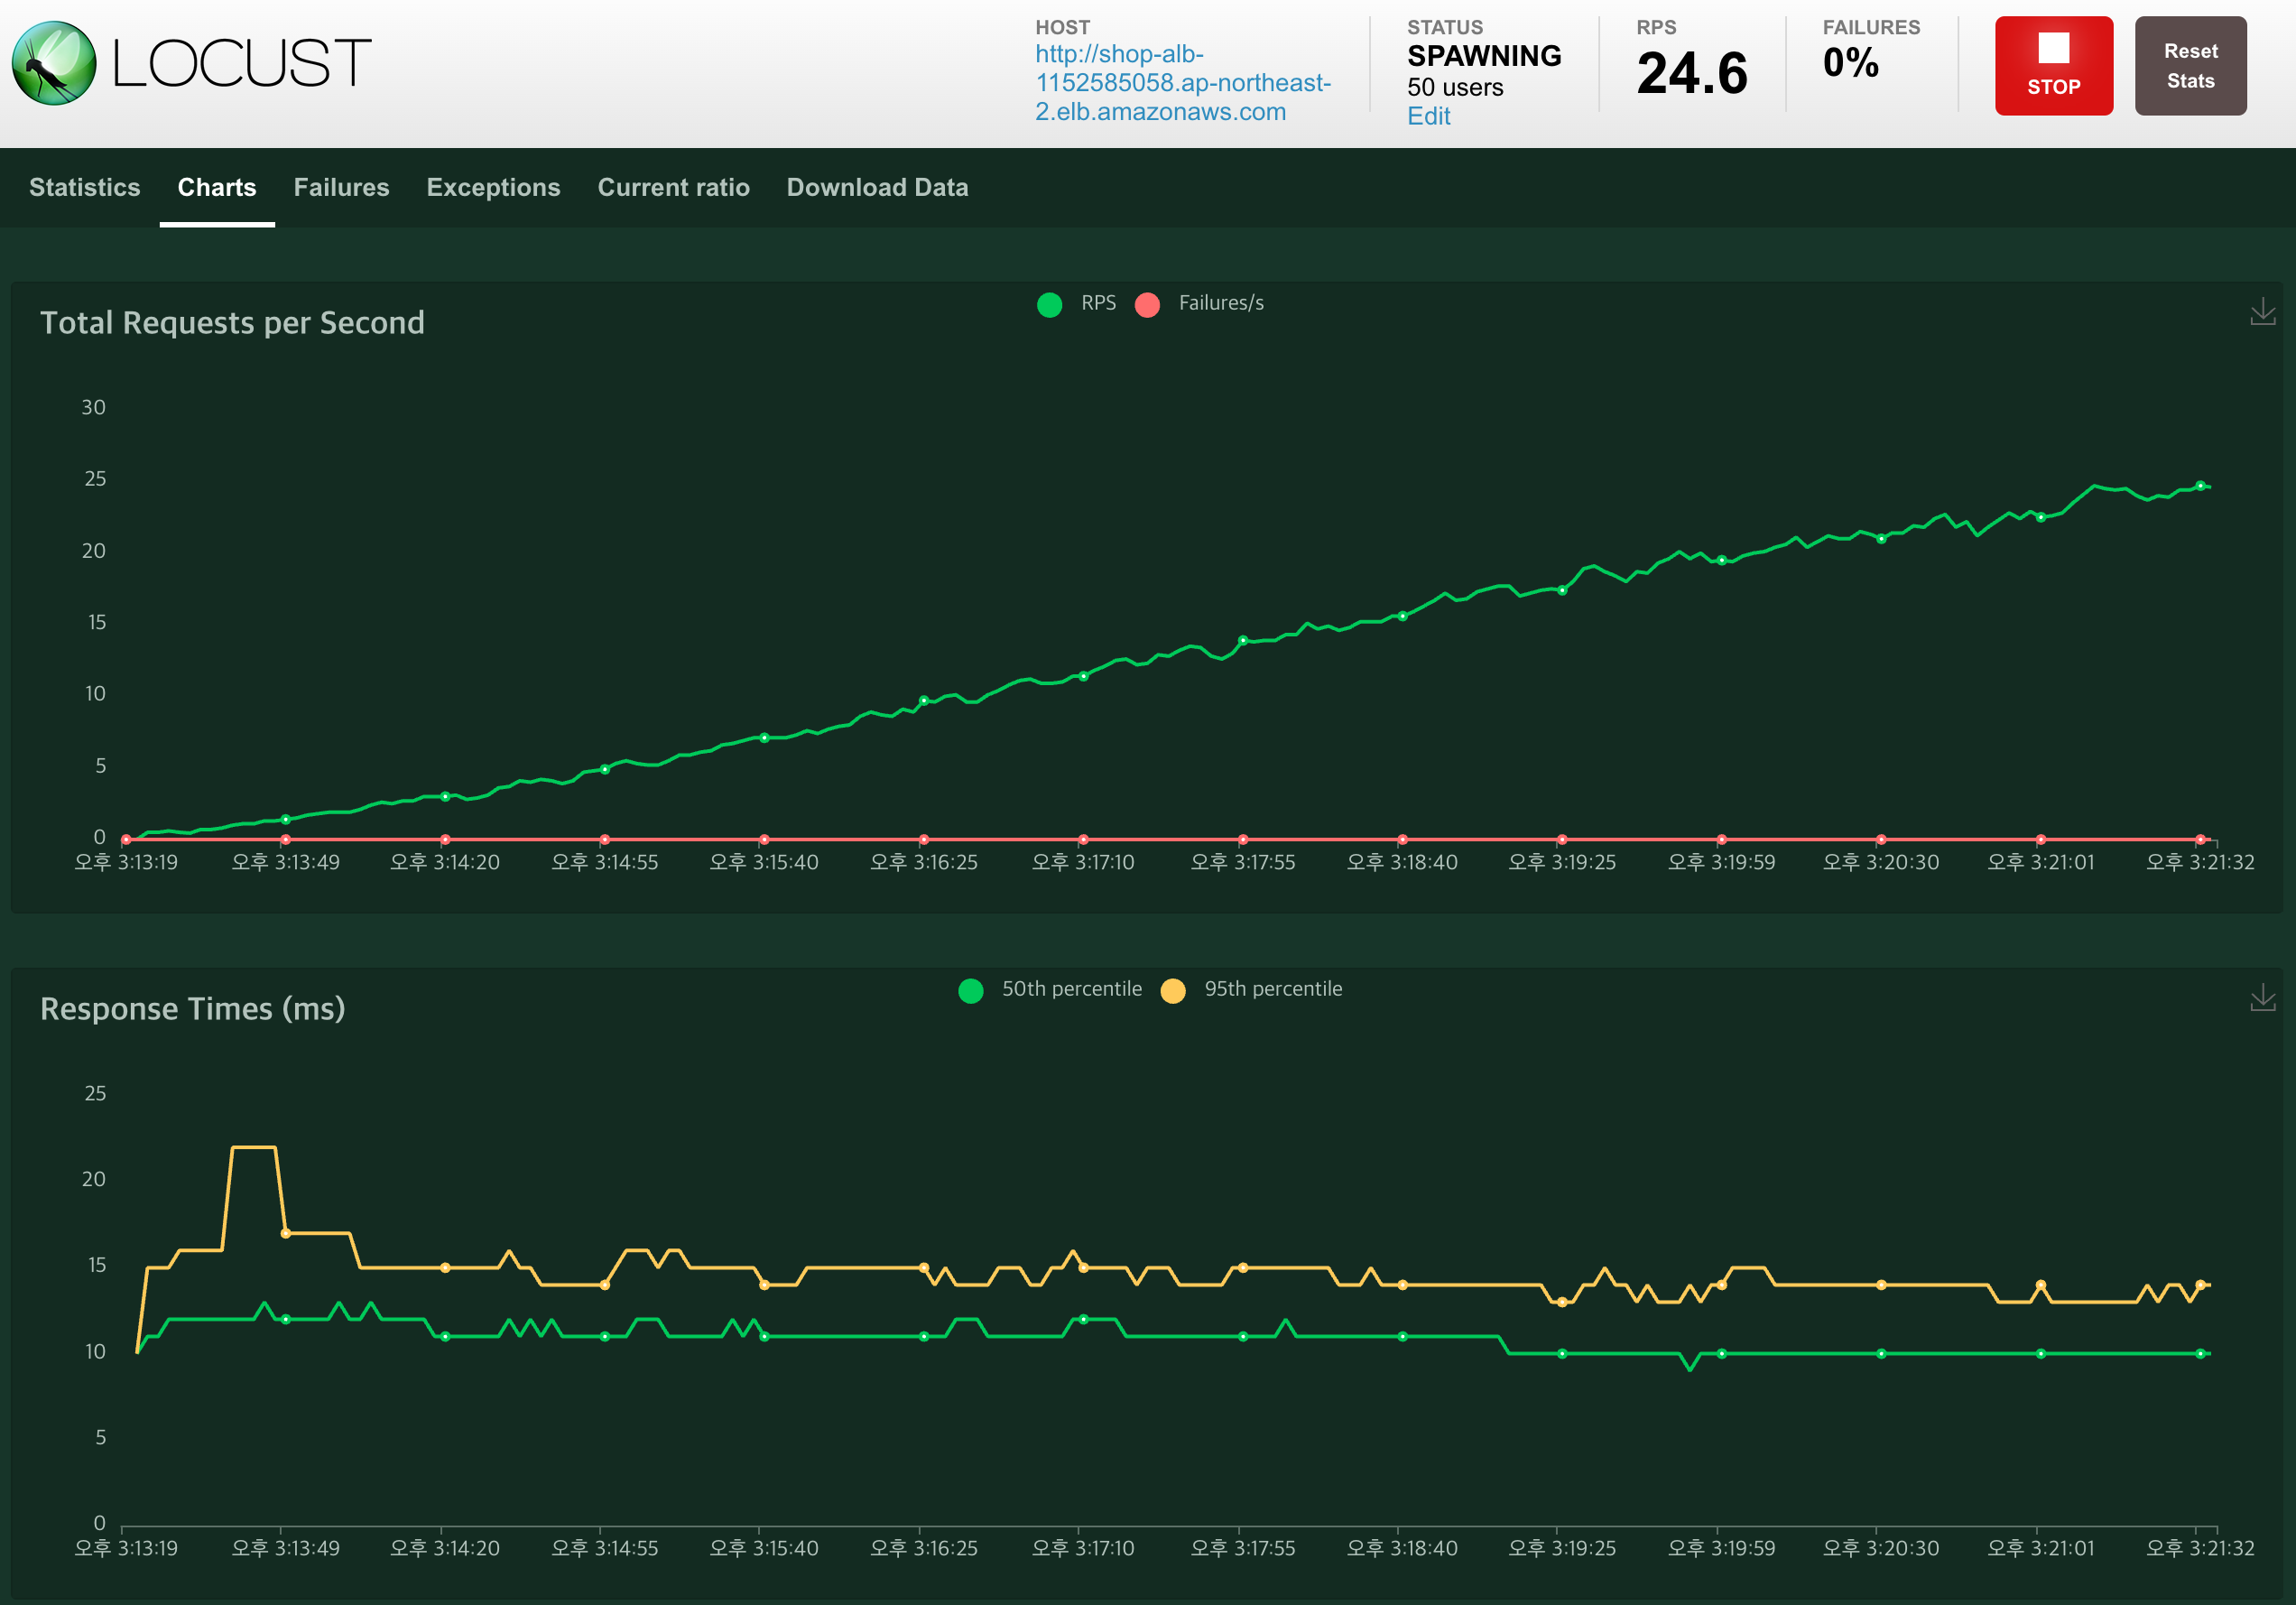 LOCUST
HOST
http://shop-alb-
1152585058.ap-northeast-
2.elb.amazonaws.com
STATUS
SPAWNING
50 users
Edit
RPS
24.6
FAILURES
0%
STOP
Reset
Stats
Statistics Charts Failures Exceptions Current ratio Download Data
Total Requests per Second
RPS Failures/s
30
25
20
15
10
5
0
오후 3:13:19 오후 3:13:49 오후 3:14:20 오후 3:14:55 오후 3:15:40 오후 3:16:25 오후 3:17:10 오후 3:17:55 오후 3:18:40 오후 3:19:25 오후 3:19:59 오후 3:20:30 오후 3:21:01 오후 3:21:32
Response Times (ms)
50th percentile 95th percentile
25
20
15
10
5
0
오후 3:13:19 오후 3:13:49 오후 3:14:20 오후 3:14:55 오후 3:15:40 오후 3:16:25 오후 3:17:10 오후 3:17:55 오후 3:18:40 오후 3:19:25 오후 3:19:59 오후 3:20:30 오후 3:21:01 오후 3:21:32